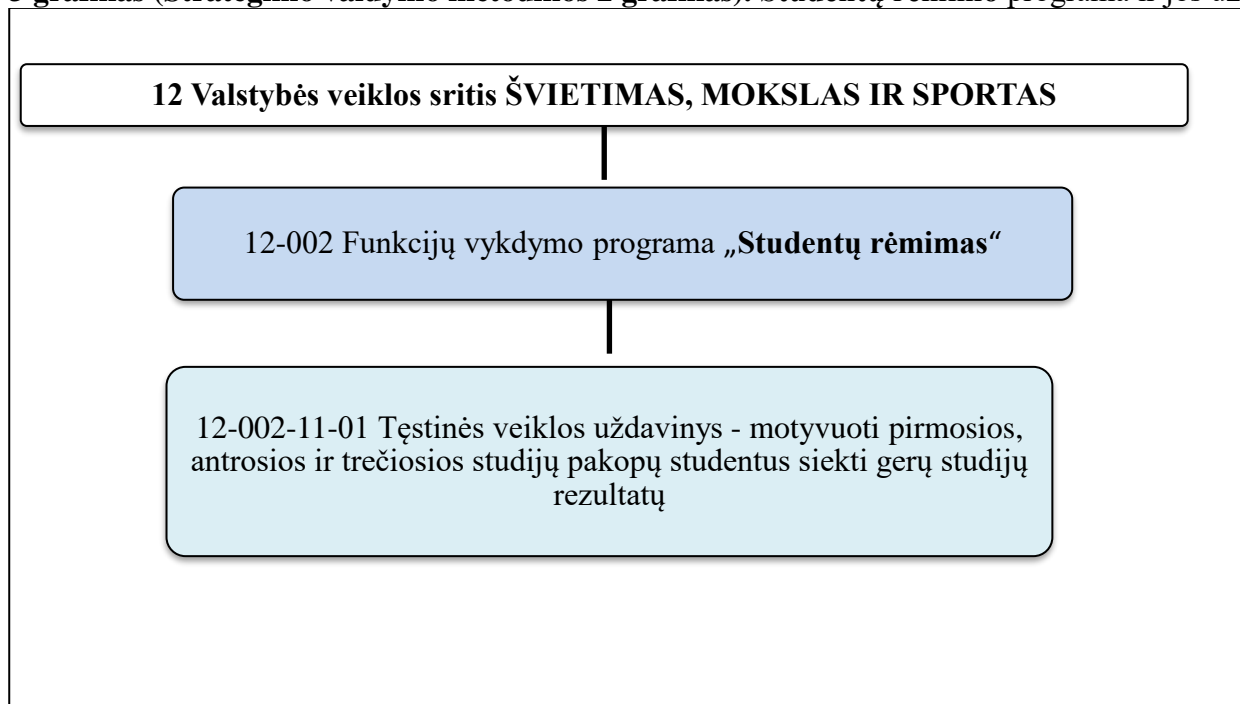 12 Valstybės veiklos sritis ŠVIETIMAS, MOKSLAS IR SPORTAS
12-002 Funkcijų vykdymo programa „Studentų rėmimas“
12-002-11-01 Tęstinės veiklos uždavinys - motyvuoti pirmosios,
antrosios ir trečiosios studijų pakopų studentus siekti gerų studijų
rezultatų